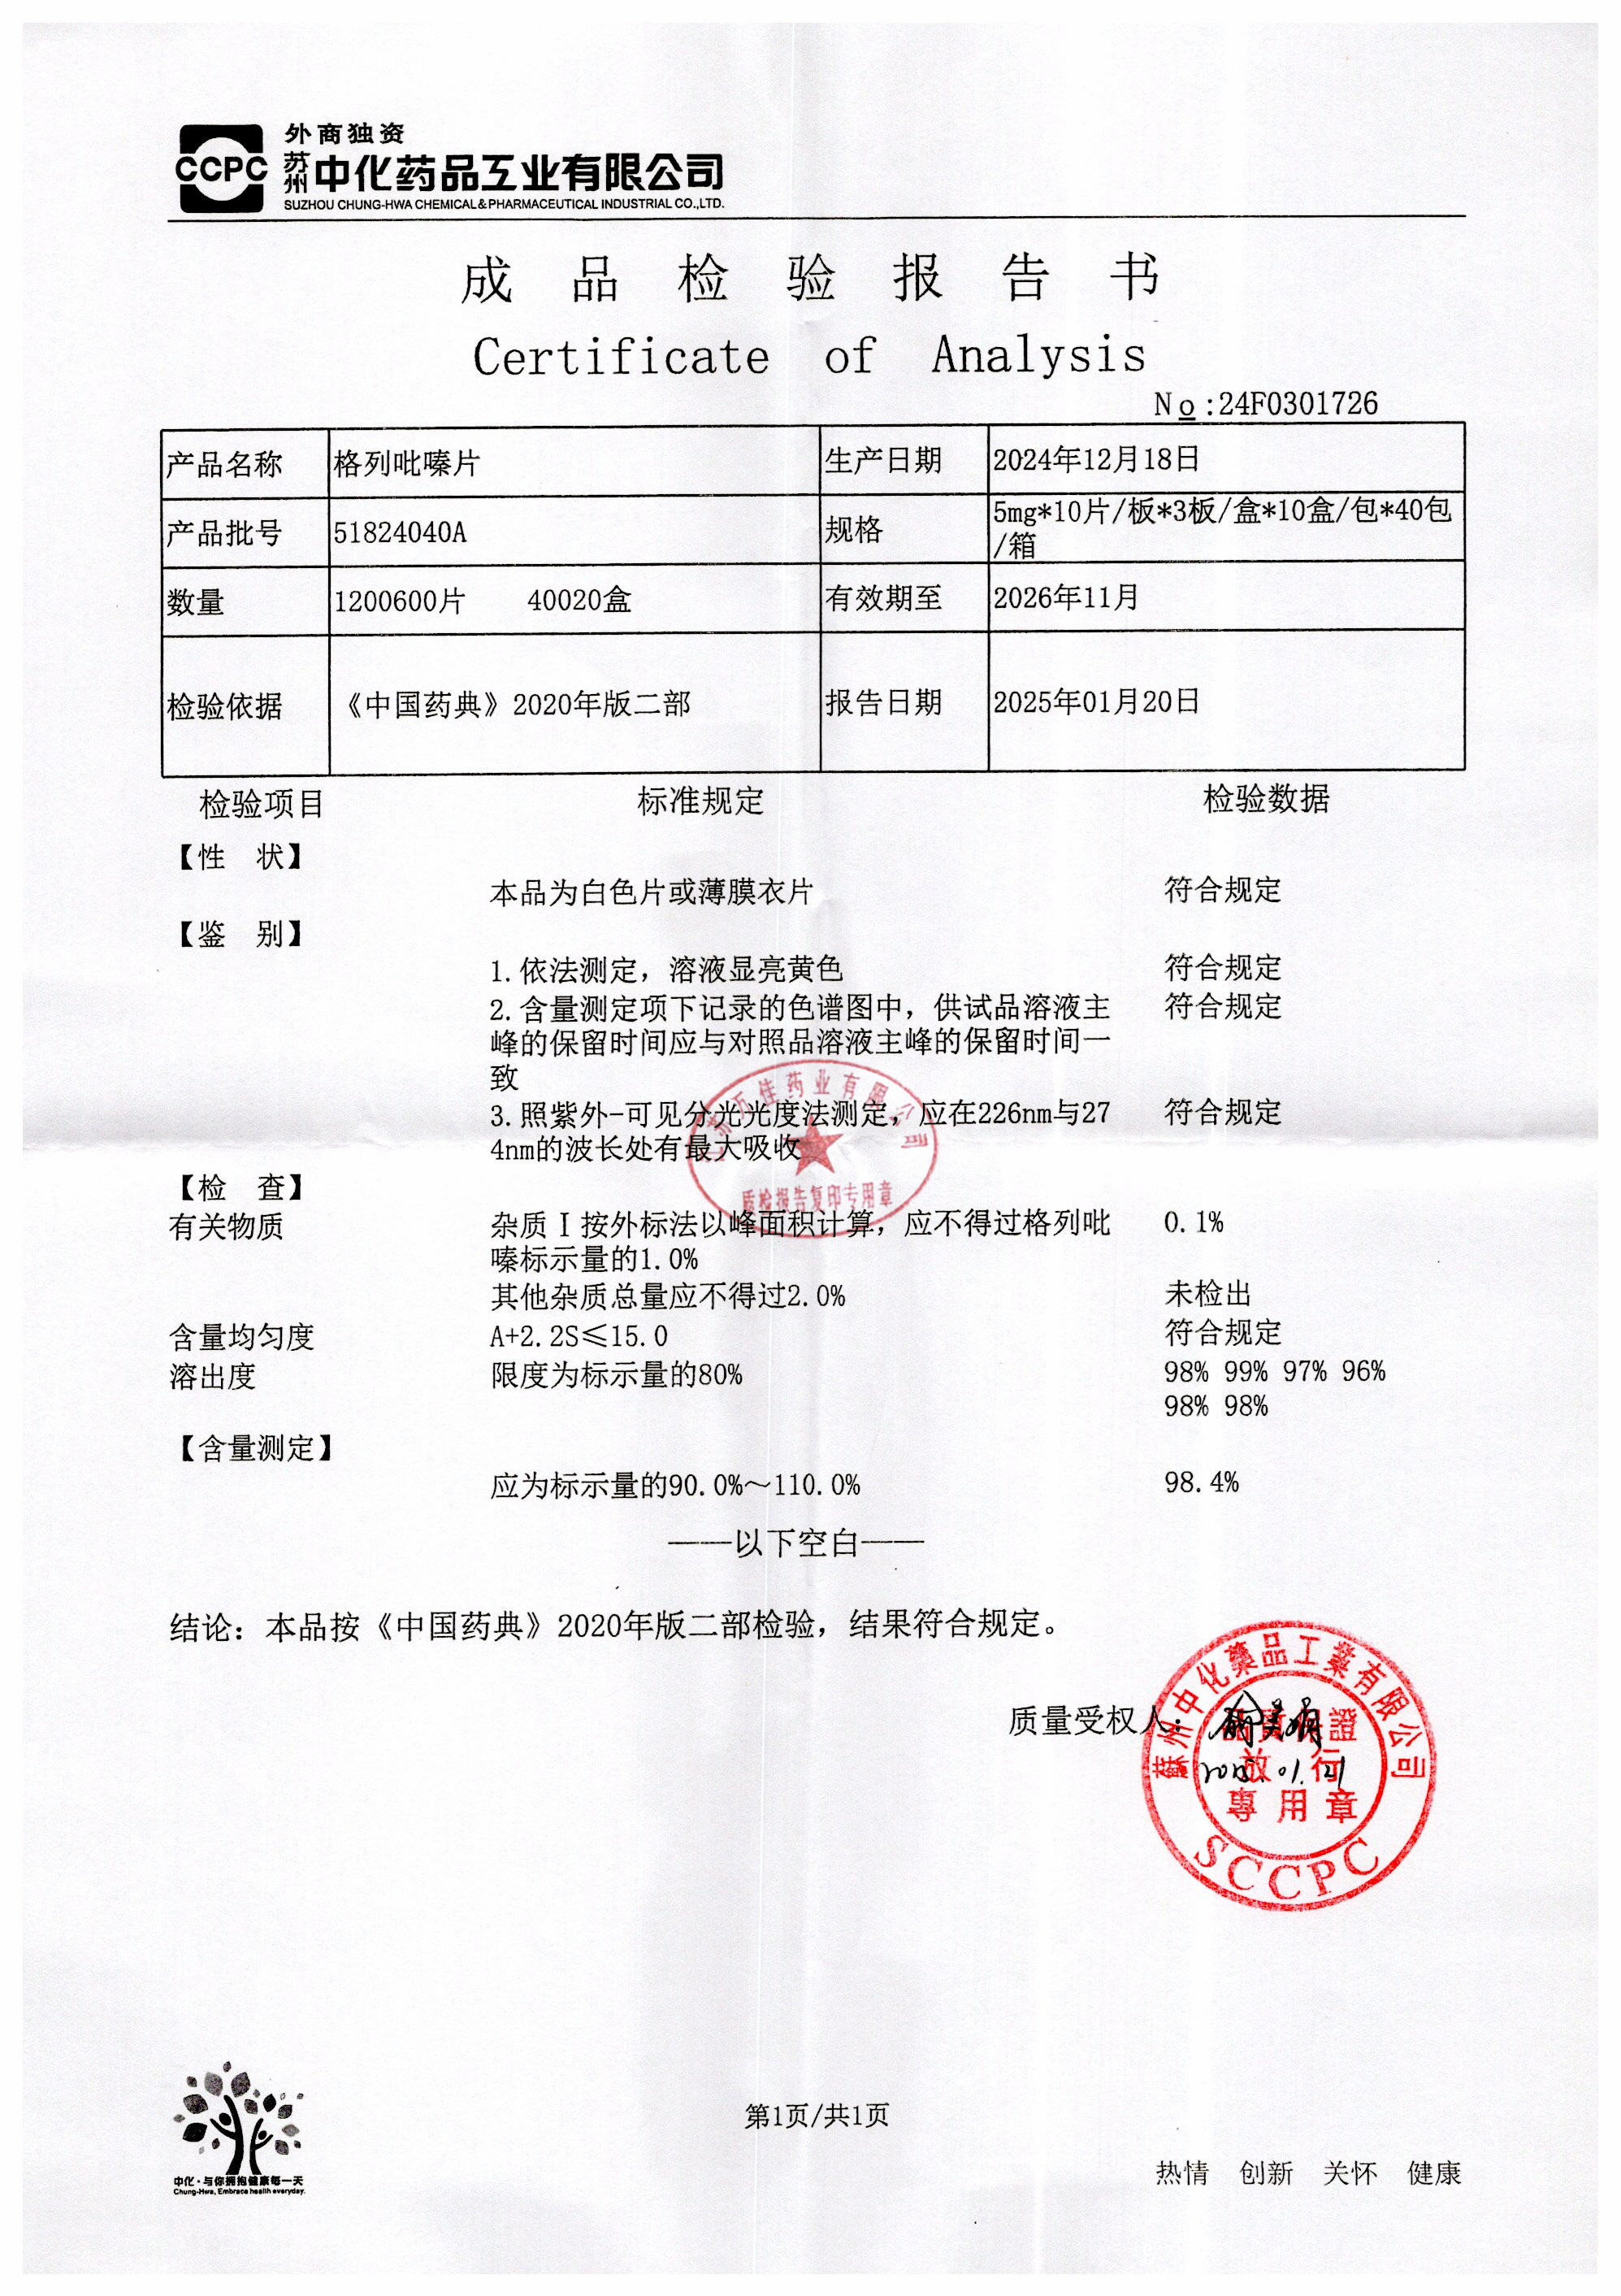 外商独资
CCPC
苏州中化药品工业有限公司
SUZHOU CHUNG-HWA CHEMICAL&PHARMACEUTICAL INDUSTRIAL CO.,LTD.
成品检验报告书
Certificate of Analysis
No:24F0301726
产品名称 格列吡嗪片 生产日期 2024年12月18日
产品批号 51824040A 规格 5mg*10片/板*3板/盒*10盒/包*40包
/箱
数量 1200600片 40020盒 有效期至 2026年11月
检验依据 《中国药典》2020年版二部 报告日期 2025年01月20日
检验项目 标准规定 检验数据
【性 状】
本品为白色片或薄膜衣片 符合规定
【鉴 别】
1.依法测定，溶液显亮黄色 符合规定
2.含量测定项下记录的色谱图中，供试品溶液主 符合规定
峰的保留时间应与对照品溶液主峰的保留时间一
致
3.照紫外-可见分光光度法测定，应在226nm与27 符合规定
4nm的波长处有最大吸收
万佳药业有限公司
质检报告复印专用章
【检 查】
有关物质 杂质Ⅰ按外标法以峰面积计算，应不得过格列吡 0.1%
嗪标示量的1.0%
其他杂质总量应不得过2.0% 未检出
含量均匀度 A+2.2S≤15.0 符合规定
溶出度 限度为标示量的80% 98% 99% 97% 96%
98% 98%
【含量测定】
应为标示量的90.0%～110.0% 98.4%
——以下空白——
结论：本品按《中国药典》2020年版二部检验，结果符合规定。
质量受权人：
蘇州中化藥品工業有限公司
證
放行
專用章
SCCPC
第1页/共1页
中化·与你拥抱健康每一天
Chung-Hwa, Embrace health everyday.
热情 创新 关怀 健康